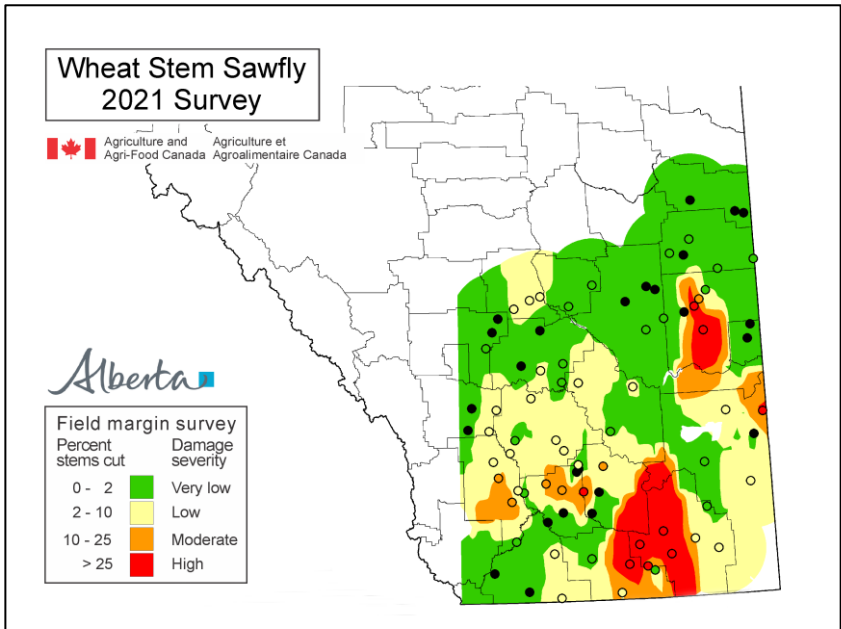 Wheat Stem Sawfly
2021 Survey
Agriculture and Agriculture et
Agri-Food Canada Agroalimentaire Canada
Alberta
Field margin survey
Percent Damage
stems cut severity
0 - 2 Very low
2 - 10 Low
10 - 25 Moderate
> 25 High